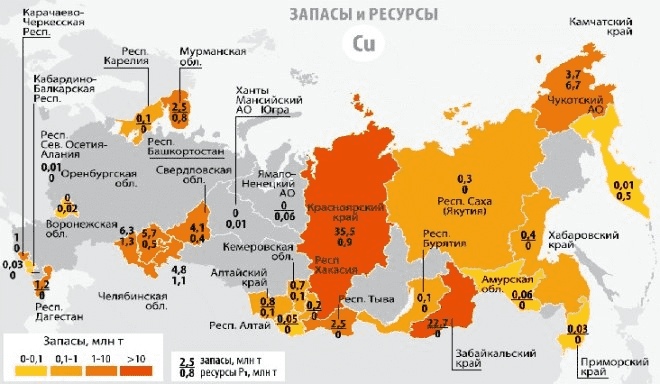 ЗАПАСЫ и РЕСУРСЫ
Cu
Карачаево-
Черкесская
Респ.
Кабардино-
Балкарская
Респ.
Респ.
Сев. Осетия-
Алания
0,01
0
Респ.
Карелия
0,1
0
Мурманская
обл.
2,5
0,8
Ханты
Мансийский
АО Югра
0
0,01
Респ.
Башкортостан
Свердловская
обл.
4,1
0,4
Оренбургская
обл.
6,3
1,3
5,7
0,5
0
0,02
Воронежская
обл.
Челябинская
обл.
4,8
1,1
1
0
0,03
0
1,2
0
Респ.
Дагестан
Ямало-
Ненецкий
АО
0
0,06
Красноярский
край
35,5
0,9
Кемеровская
обл.
0,7
0,1
Алтайский
край
0,8
0,1
Респ. Алтай
0,05
0
Респ
Хакасия
0,2
0
Респ. Тыва
2,5
0
Респ.
Бурятия
0,1
0
22,7
0
Забайкальский
край
0,3
0
Респ. Саха
(Якутия)
Камчатский
край
0,01
0,5
3,7
6,7
Чукотский
АО
Хабаровский
край
0,4
0
Амурская
обл.
0,06
0
0,03
0
Приморский
край
Запасы, млн т
0-0,1 0,1-1 1-10 >10
2,5 запасы, млн т
0,8 ресурсы P₁, млн т